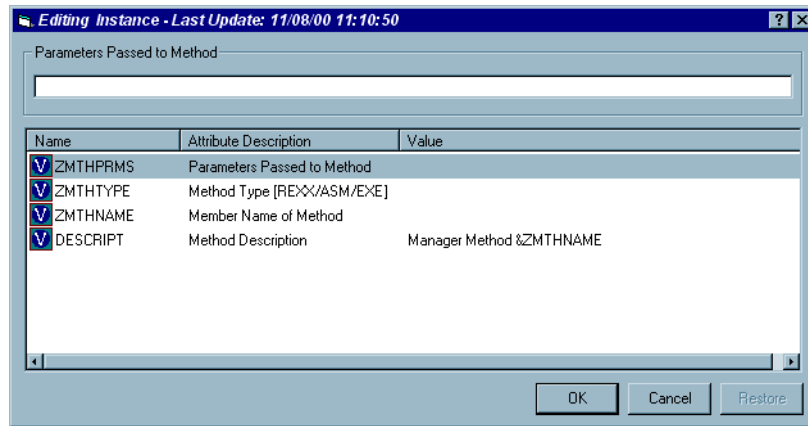 Editing Instance - Last Update: 11/08/00 11:10:50
Parameters Passed to Method
Name Attribute Description Value
V ZMTHPRMS Parameters Passed to Method
V ZMTHTYPE Method Type [REXX/ASM/EXE]
V ZMTHNAME Member Name of Method
V DESCRIPT Method Description Manager Method &ZMTHNAME
OK Cancel Restore